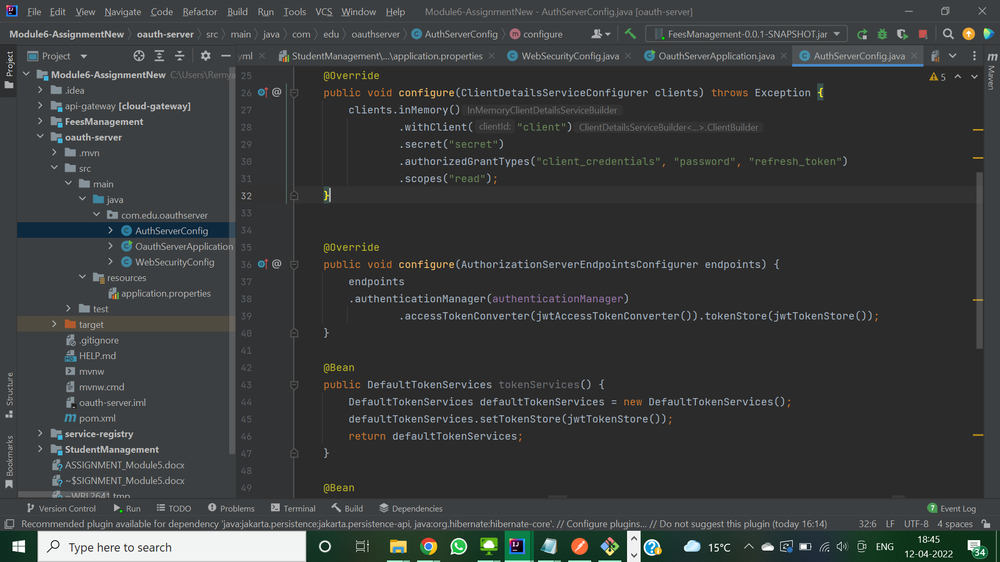 File Edit View Navigate Code Refactor Build Run Tools VCS Window Help Module6-AssignmentNew - AuthServerConfig.java [oauth-server]
Module6-AssignmentNew oauth-server src main java com edu oauthserver AuthServerConfig configure FeesManagement-0.0.1-SNAPSHOT.jar
Project yml StudentManagement\...\application.properties WebSecurityConfig.java OauthServerApplication.java AuthServerConfig.java
Project
Structure
Bookmarks
Module6-AssignmentNew C:\Users\Remya
.idea
api-gateway [cloud-gateway]
FeesManagement
oauth-server
.mvn
src
main
java
com.edu.oauthserver
AuthServerConfig
OauthServerApplication
WebSecurityConfig
resources
application.properties
test
target
.gitignore
HELP.md
mvnw
mvnw.cmd
oauth-server.iml
pom.xml
service-registry
StudentManagement
ASSIGNMENT_Module5.docx
~$SIGNMENT_Module5.docx
~WRL2641.tmp
25 @Override
26 public void configure(ClientDetailsServiceConfigurer clients) throws Exception {
27 clients.inMemory() InMemoryClientDetailsServiceBuilder
28 .withClient( clientId: "client") ClientDetailsServiceBuilder<...>.ClientBuilder
29 .secret("secret")
30 .authorizedGrantTypes("client_credentials", "password", "refresh_token")
31 .scopes("read");
32 }
33
34
35 @Override
36 public void configure(AuthorizationServerEndpointsConfigurer endpoints) {
37 endpoints
38 .authenticationManager(authenticationManager)
39 .accessTokenConverter(jwtAccessTokenConverter()).tokenStore(jwtTokenStore());
40 }
41
42 @Bean
43 public DefaultTokenServices tokenServices() {
44 DefaultTokenServices defaultTokenServices = new DefaultTokenServices();
45 defaultTokenServices.setTokenStore(jwtTokenStore());
46 return defaultTokenServices;
47 }
48
49 @Bean
5
Maven
Version Control Run TODO Problems Terminal Build Dependencies 7 Event Log
Recommended plugin available for dependency 'java:jakarta.persistence:jakarta.persistence-api, java:org.hibernate:hibernate-core'. // Configure plugins... // Do not suggest this plugin (today 16:14) 32:6 LF UTF-8 4 spaces
Type here to search 15°C ENG 18:45
12-04-2022 34